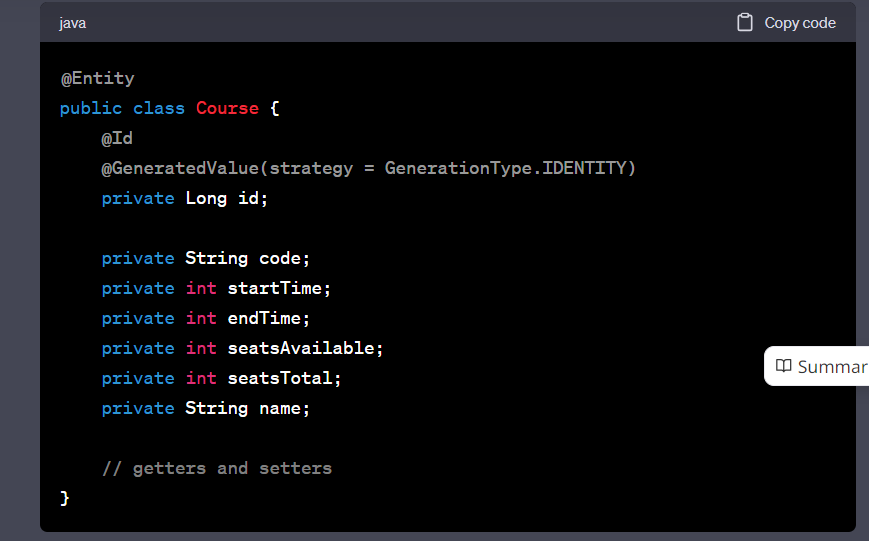 java
Copy code
@Entity
public class Course {
    @Id
    @GeneratedValue(strategy = GenerationType.IDENTITY)
    private Long id;

    private String code;
    private int startTime;
    private int endTime;
    private int seatsAvailable;
    private int seatsTotal;
    private String name;

    // getters and setters
}
Summar